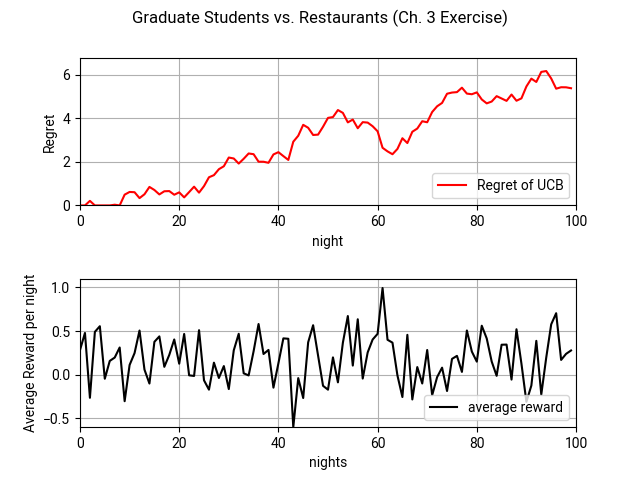 Graduate Students vs. Restaurants (Ch. 3 Exercise)
6
4
2
0
Regret
Regret of UCB
0 20 40 60 80 100
night
1.0
0.5
0.0
−0.5
Average Reward per night
average reward
0 20 40 60 80 100
nights